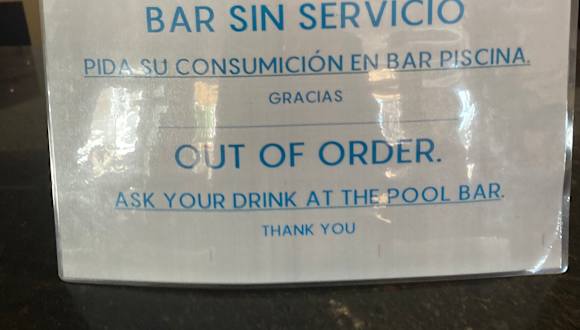 BAR SIN SERVICIO
PIDA SU CONSUMICIÓN EN BAR PISCINA.
GRACIAS
OUT OF ORDER.
ASK YOUR DRINK AT THE POOL BAR.
THANK YOU